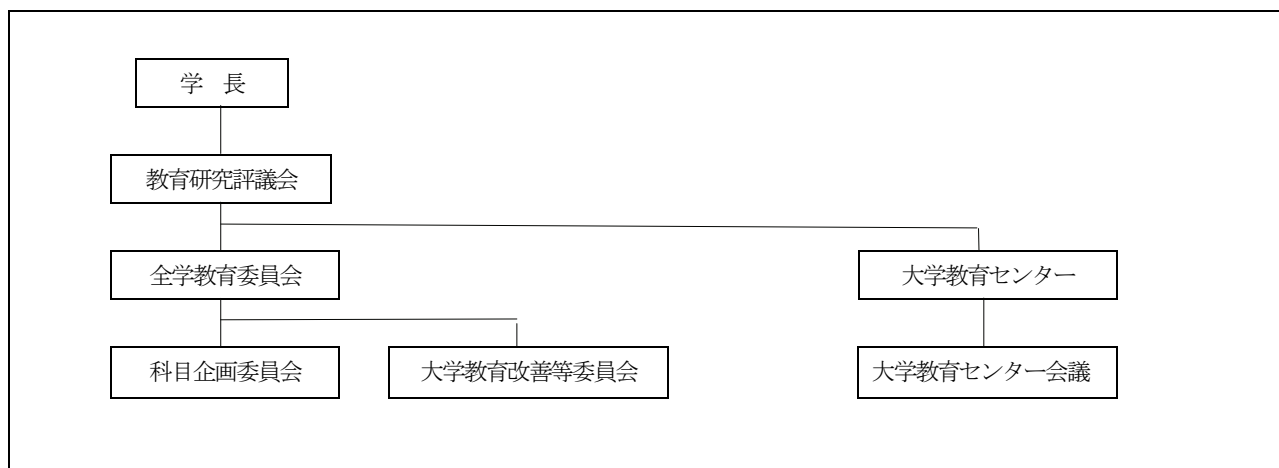 学　長
教育研究評議会
全学教育委員会
大学教育センター
科目企画委員会
大学教育改善等委員会
大学教育センター会議